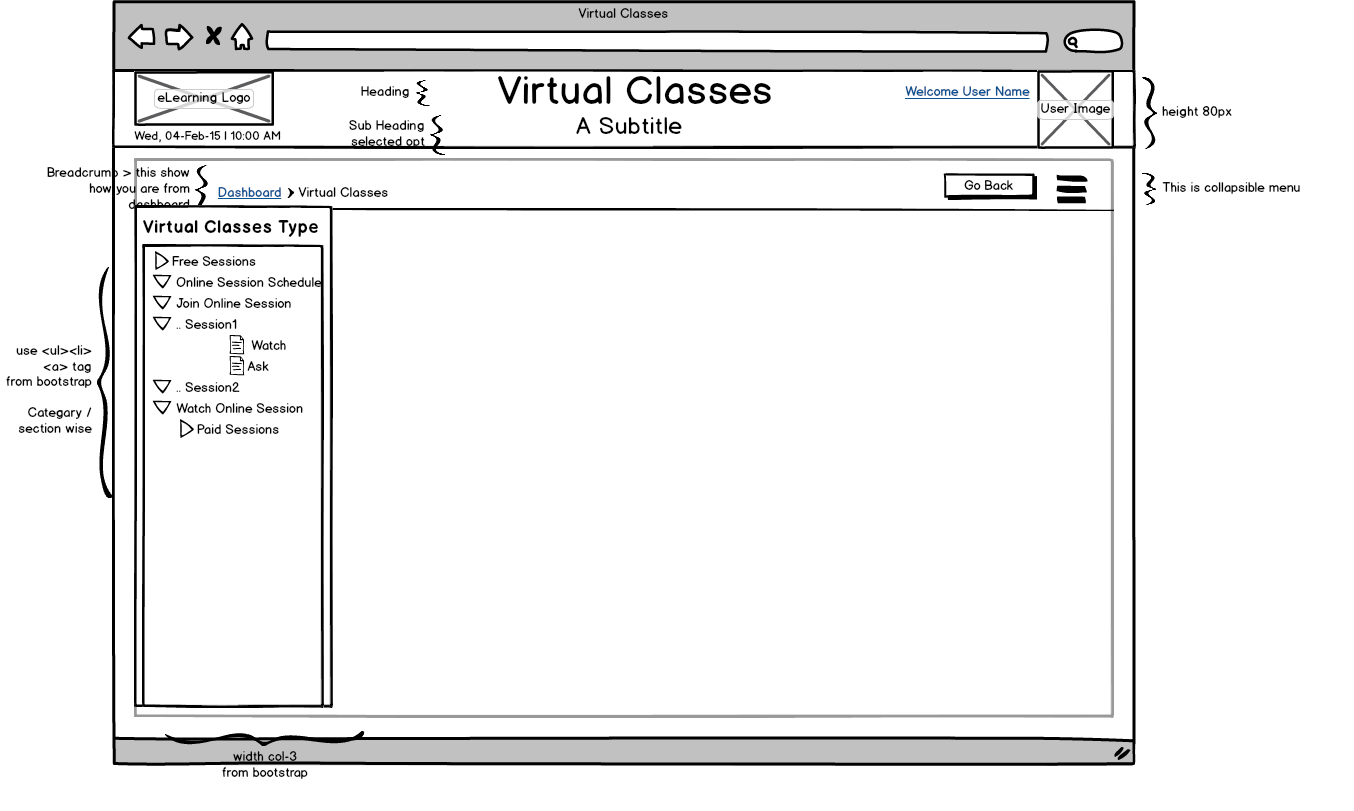 Virtual Classes
eLearning Logo
Wed, 04-Feb-15 | 10:00 AM
Heading
Sub Heading
selected opt
Virtual Classes
A Subtitle
Welcome User Name
User Image
height 80px
Breadcrumb > this show
how you are from
dashboard
Dashboard > Virtual Classes
Go Back
This is collapsible menu
Virtual Classes Type
Free Sessions
Online Session Schedule
Join Online Session
.. Session1
Watch
Ask
.. Session2
Watch Online Session
Paid Sessions
use <ul><li>
<a> tag
from bootstrap
Categary /
section wise
width col-3
from bootstrap